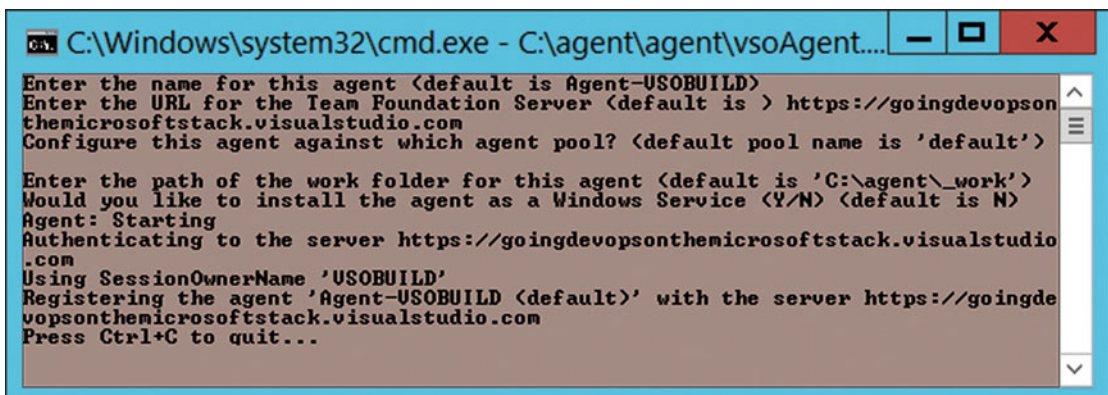 C:\Windows\system32\cmd.exe - C:\agent\agent\vsoAgent....
Enter the name for this agent (default is Agent-VSOBUILD)
Enter the URL for the Team Foundation Server (default is ) https://goingdevopson
themicrosoftstack.visualstudio.com
Configure this agent against which agent pool? (default pool name is 'default')
Enter the path of the work folder for this agent (default is 'C:\agent\_work')
Would you like to install the agent as a Windows Service (Y/N) (default is N)
Agent: Starting
Authenticating to the server https://goingdevopsonthemicrosoftstack.visualstudio
.com
Using SessionOwnerName 'VSOBUILD'
Registering the agent 'Agent-VSOBUILD (default)' with the server https://goingde
vopsonthemicrosoftstack.visualstudio.com
Press Ctrl+C to quit...